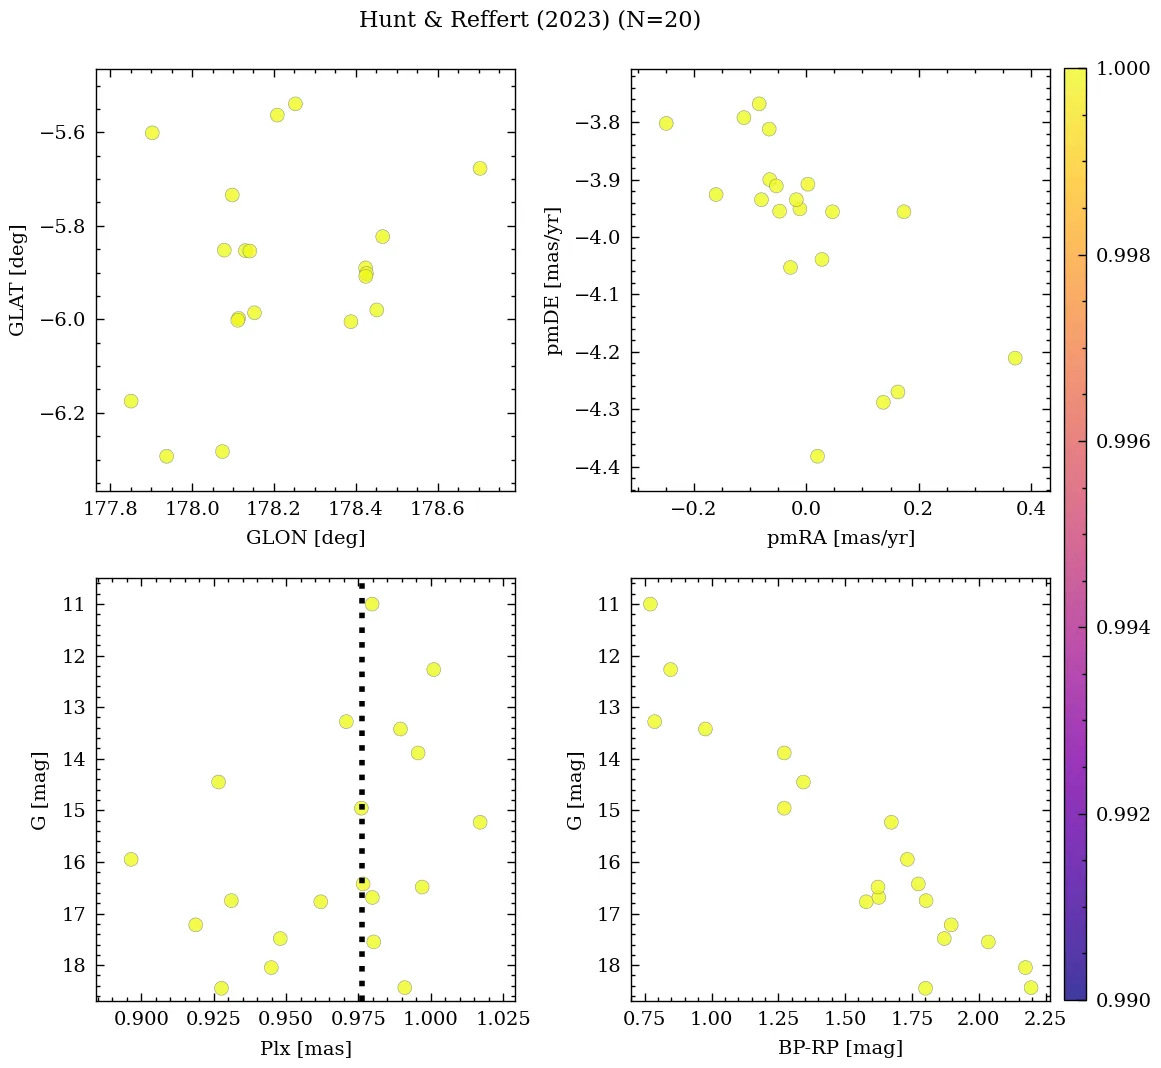 Hunt & Reffert (2023) (N=20)
−5.6
−5.8
−6.0
−6.2
GLAT [deg]
177.8 178.0 178.2 178.4 178.6
GLON [deg]
−3.8
−3.9
−4.0
−4.1
−4.2
−4.3
−4.4
pmDE [mas/yr]
−0.2 0.0 0.2 0.4
pmRA [mas/yr]
11
12
13
14
15
16
17
18
G [mag]
0.900 0.925 0.950 0.975 1.000 1.025
Plx [mas]
11
12
13
14
15
16
17
18
G [mag]
0.75 1.00 1.25 1.50 1.75 2.00 2.25
BP-RP [mag]
1.000
0.998
0.996
0.994
0.992
0.990